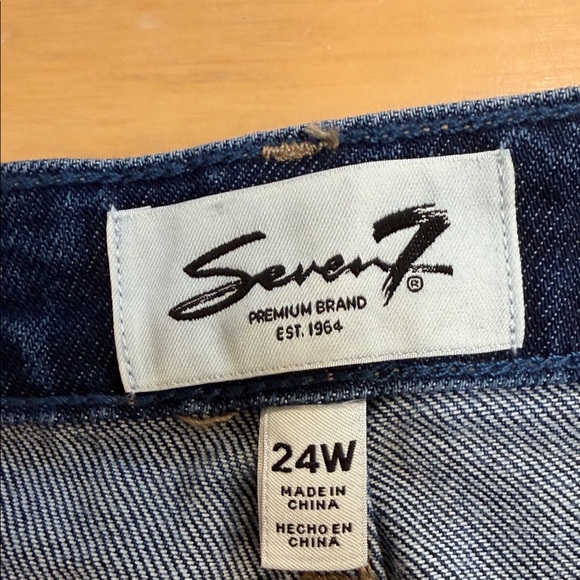 Seven7®
PREMIUM BRAND
EST. 1964
24W
MADE IN
CHINA
HECHO EN
CHINA